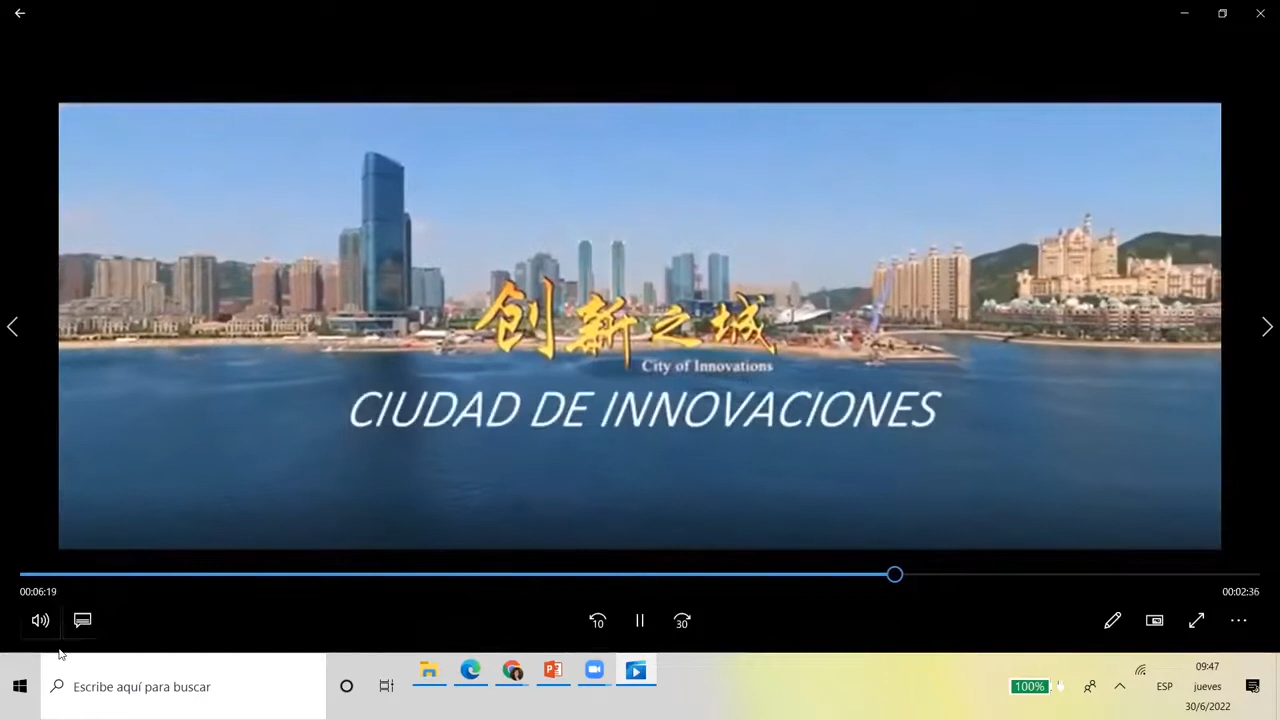 创新之城
City of Innovations
CIUDAD DE INNOVACIONES
00:06:19
00:02:36
10
30
Escribe aquí para buscar
100%
ESP
09:47
jueves
30/6/2022